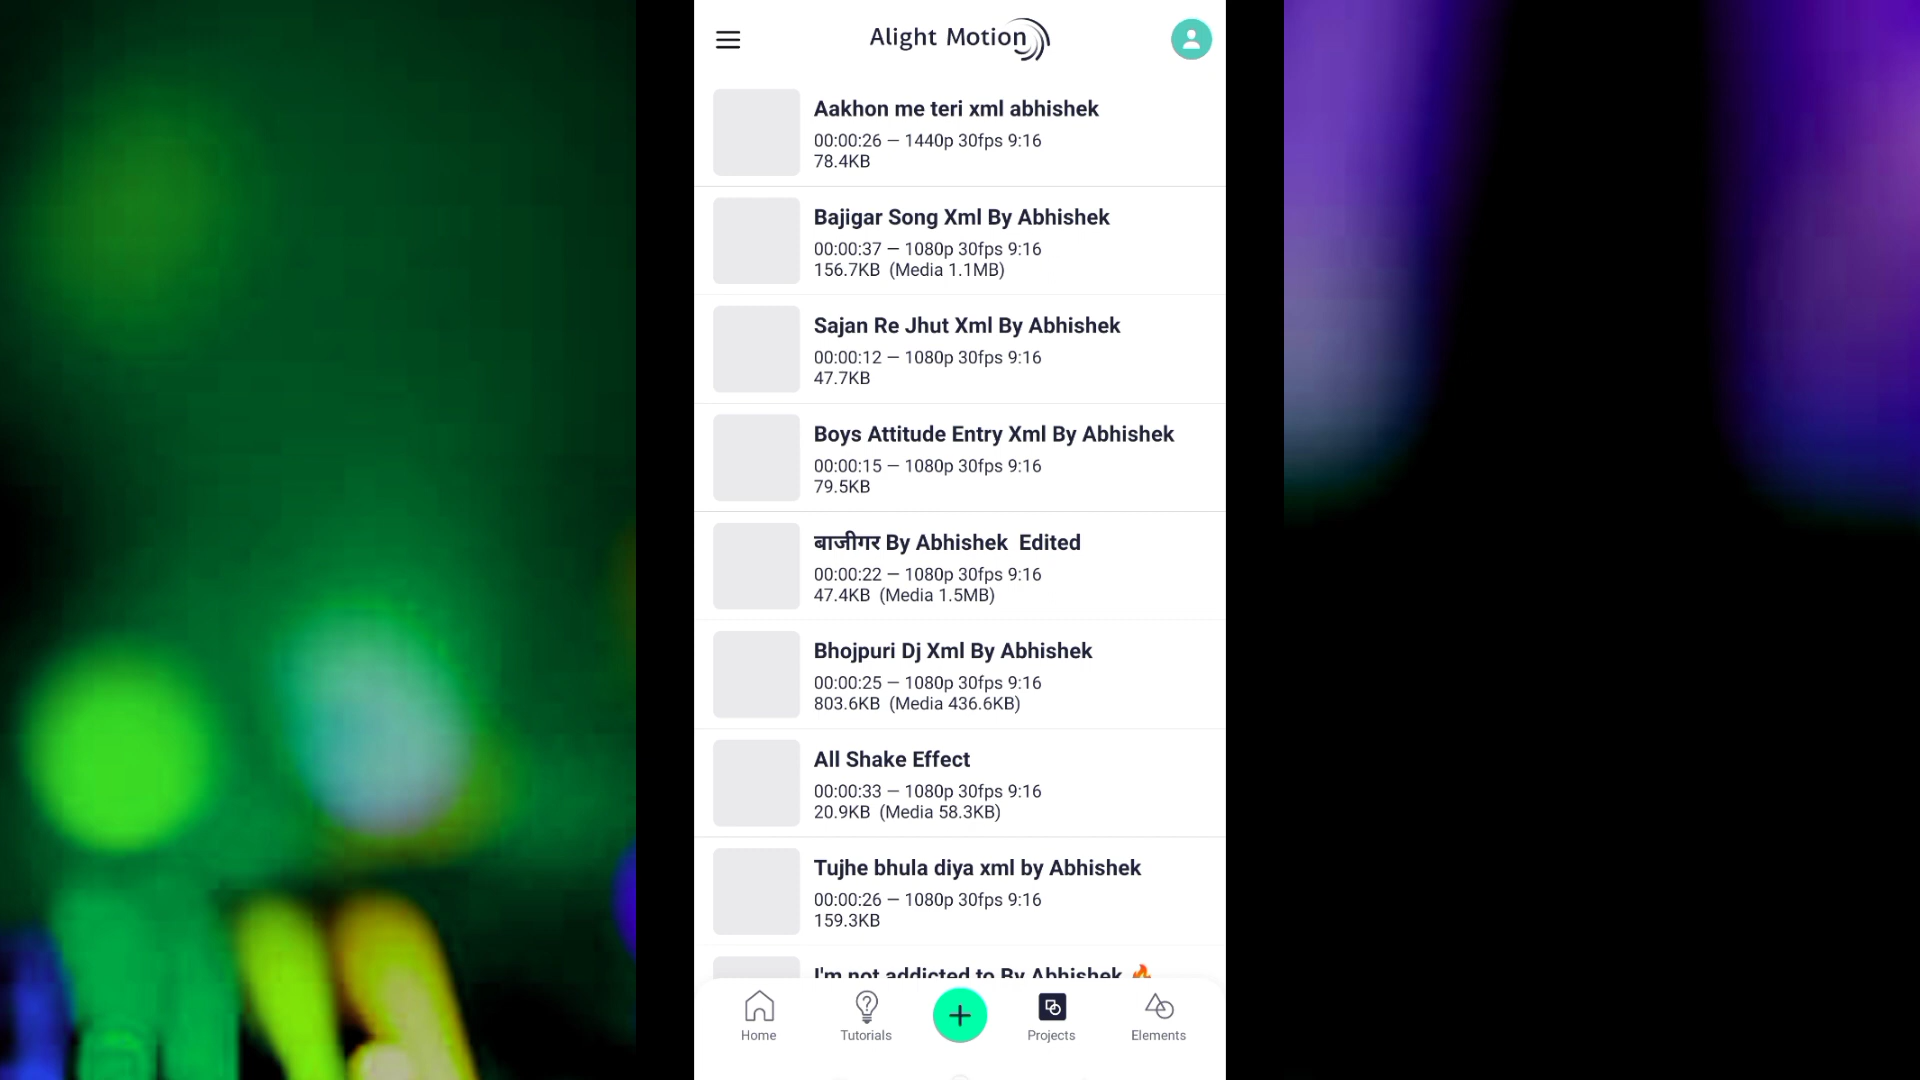 Alight Motion
Aakhon me teri xml abhishek
00:00:26 — 1440p 30fps 9:16
78.4KB
Bajigar Song Xml By Abhishek
00:00:37 — 1080p 30fps 9:16
156.7KB (Media 1.1MB)
Sajan Re Jhut Xml By Abhishek
00:00:12 — 1080p 30fps 9:16
47.7KB
Boys Attitude Entry Xml By Abhishek
00:00:15 — 1080p 30fps 9:16
79.5KB
बाजीगर By Abhishek Edited
00:00:22 — 1080p 30fps 9:16
47.4KB (Media 1.5MB)
Bhojpuri Dj Xml By Abhishek
00:00:25 — 1080p 30fps 9:16
803.6KB (Media 436.6KB)
All Shake Effect
00:00:33 — 1080p 30fps 9:16
20.9KB (Media 58.3KB)
Tujhe bhula diya xml by Abhishek
00:00:26 — 1080p 30fps 9:16
159.3KB
I'm not addicted to By Abhishek 🔥
Home Tutorials Projects Elements